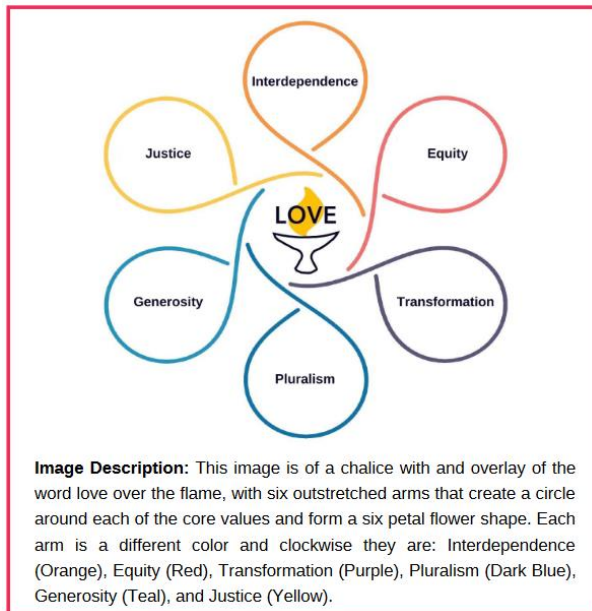 Interdependence
Justice
Equity
LOVE
Generosity
Transformation
Pluralism
Image Description: This image is of a chalice with and overlay of the
word love over the flame, with six outstretched arms that create a circle
around each of the core values and form a six petal flower shape. Each
arm is a different color and clockwise they are: Interdependence
(Orange), Equity (Red), Transformation (Purple), Pluralism (Dark Blue),
Generosity (Teal), and Justice (Yellow).